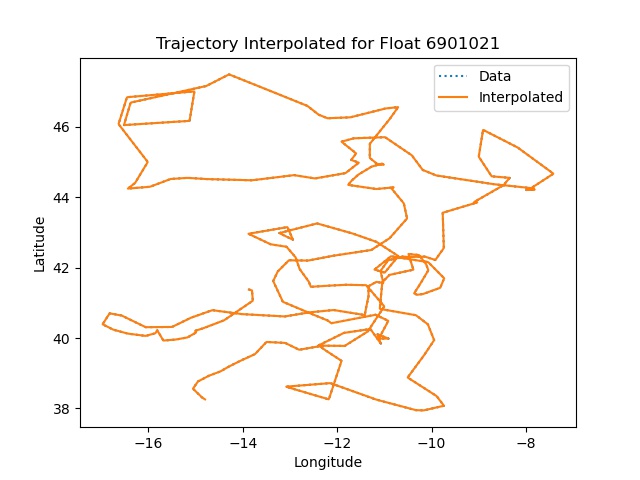 Trajectory Interpolated for Float 6901021
Data
Interpolated
46
44
42
40
38
Latitude
−16
−14
−12
−10
−8
Longitude